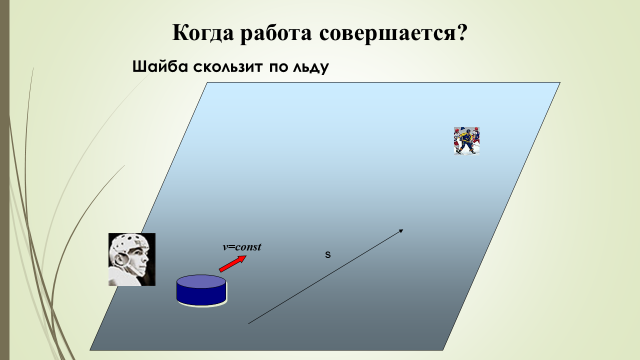 Когда работа совершается?
Шайба скользит по льду
v=const
s